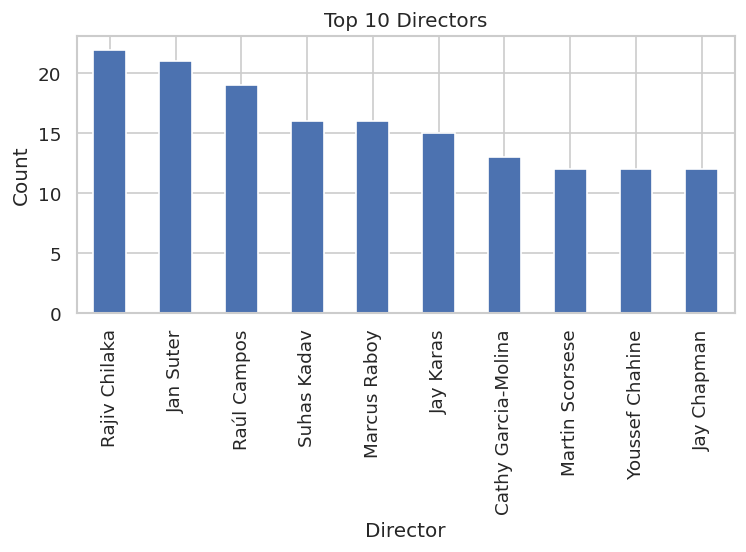 Top 10 Directors
Count
20
15
10
5
0
Rajiv Chilaka
Jan Suter
Raúl Campos
Suhas Kadav
Marcus Raboy
Jay Karas
Cathy Garcia-Molina
Martin Scorsese
Youssef Chahine
Jay Chapman
Director